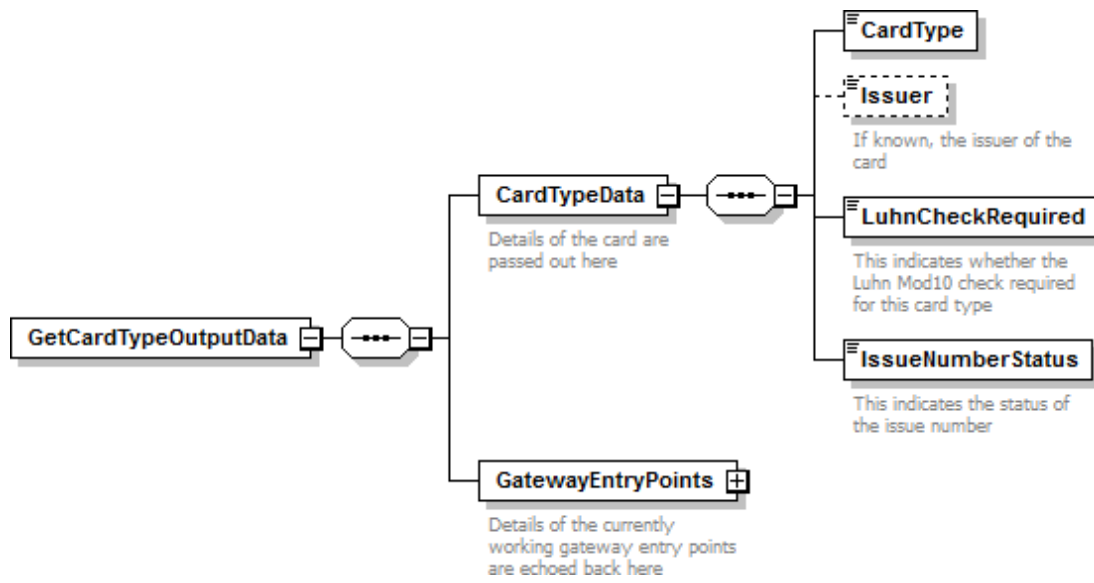 CardType
Issuer
If known, the issuer of the
card
CardTypeData
Details of the card are
passed out here
LuhnCheckRequired
This indicates whether the
Luhn Mod10 check required
for this card type
GetCardTypeOutputData
IssueNumberStatus
This indicates the status of
the issue number
GatewayEntryPoints
Details of the currently
working gateway entry points
are echoed back here